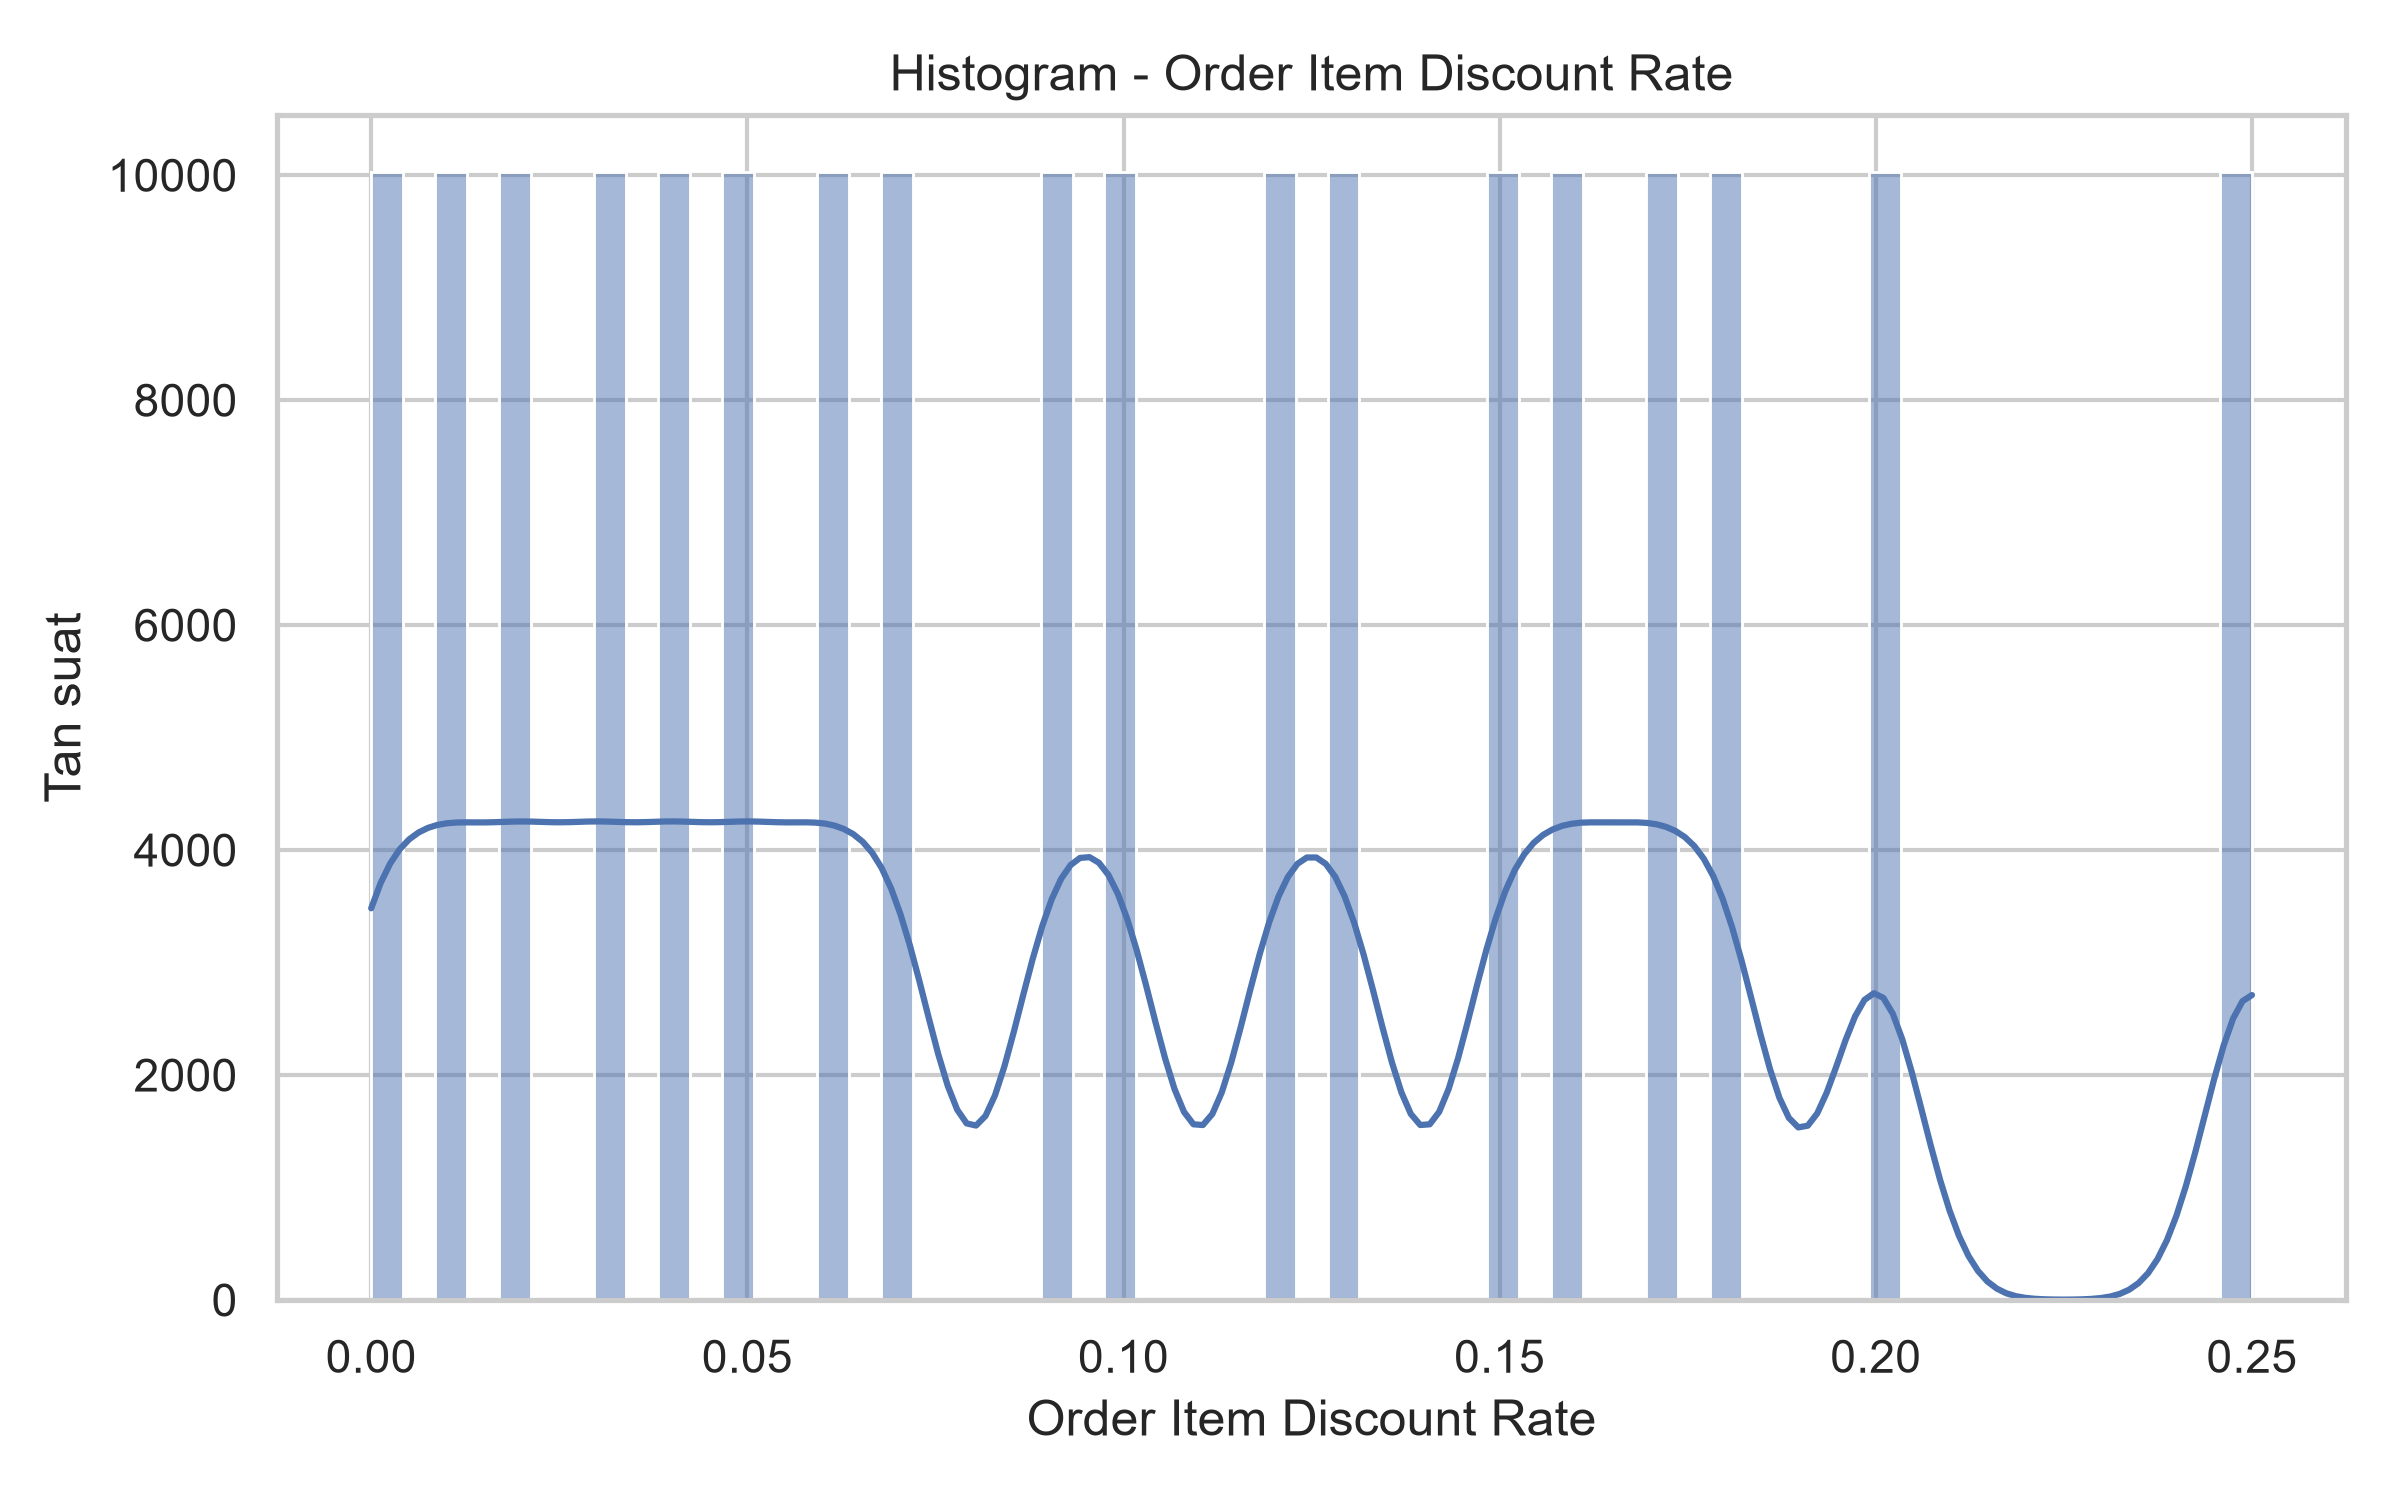 Histogram - Order Item Discount Rate
10000
8000
6000
4000
2000
0
Tan suat
0.00 0.05 0.10 0.15 0.20 0.25
Order Item Discount Rate